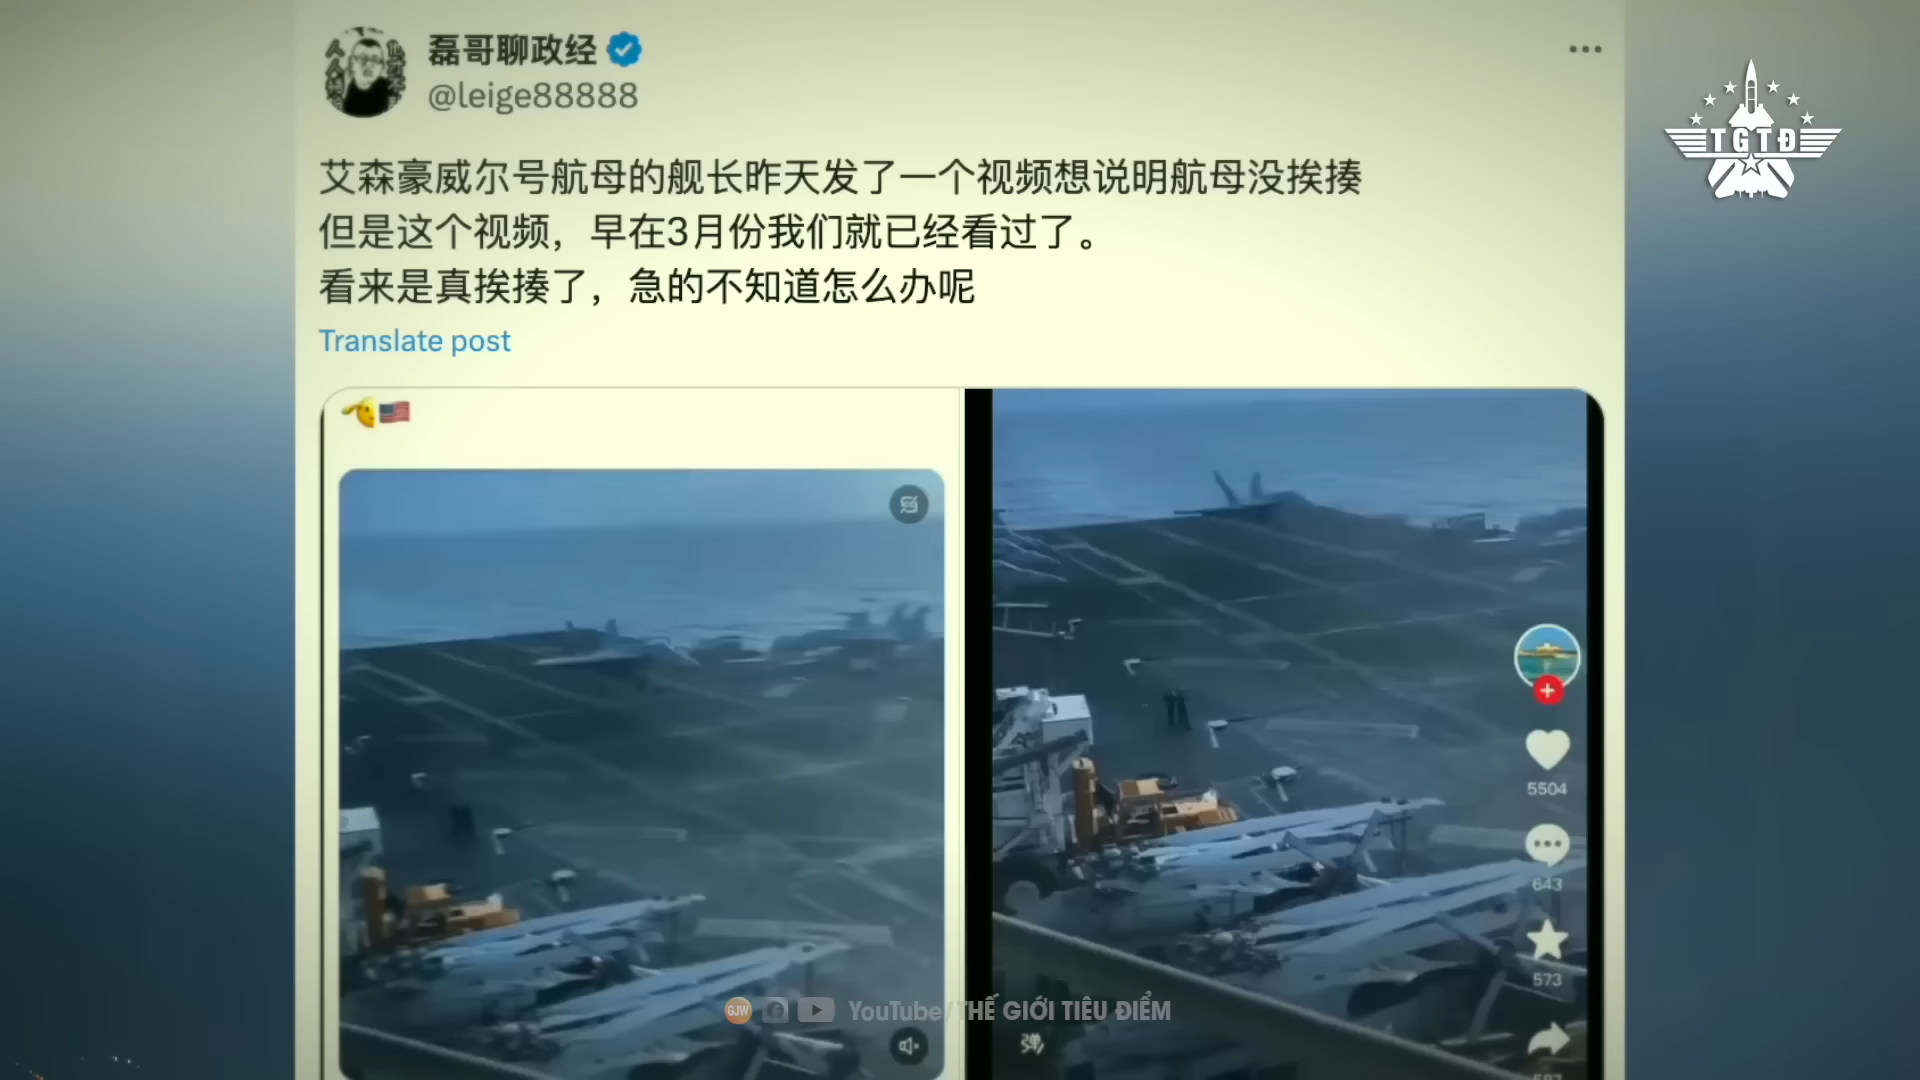 磊哥聊政经
@leige88888
TGTĐ
艾森豪威尔号航母的舰长昨天发了一个视频想说明航母没挨揍
但是这个视频，早在3月份我们就已经看过了。
看来是真挨揍了，急的不知道怎么办呢
Translate post
5504
643
573
GJW YouTube/THẾ GIỚI TIÊU ĐIỂM
弹